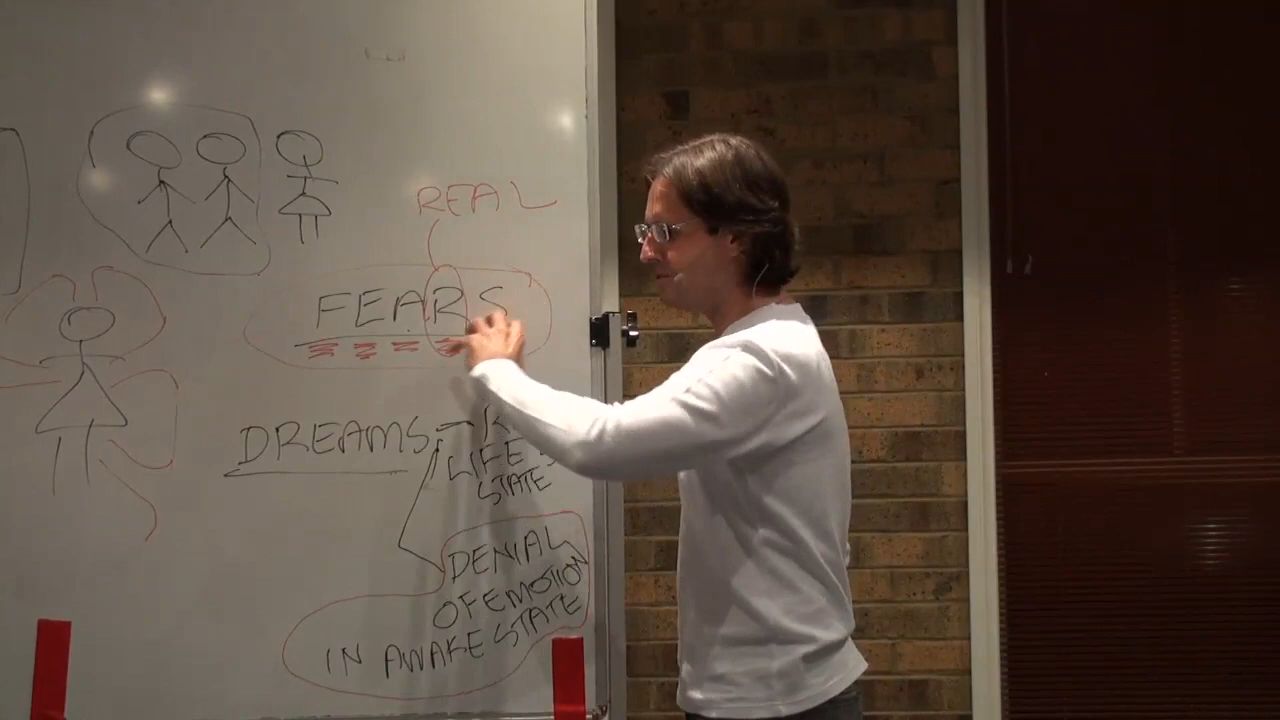 REAL
FEARS
DREAMS –
LIFE
STATE
DENIAL
OF EMOTION
IN AWAKE STATE